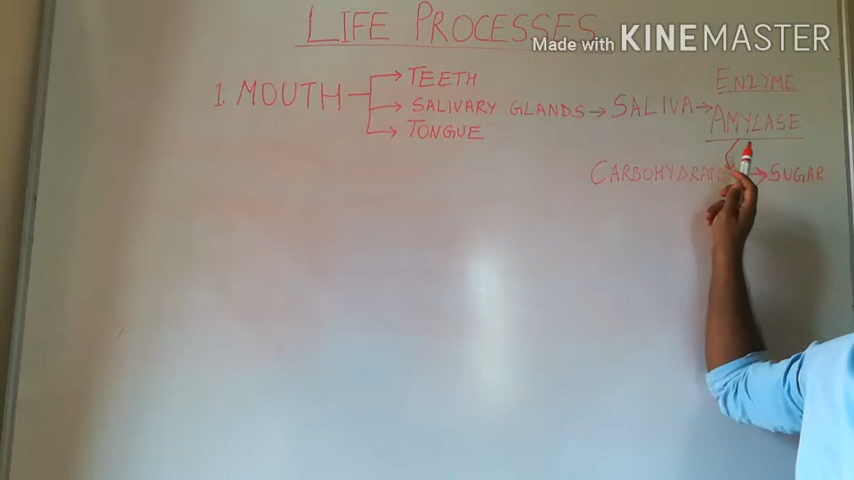 LIFE PROCESSES
Made with KINEMASTER
ENZYME
TEETH
1. MOUTH → SALIVARY GLANDS → SALIVA → AMYLASE
TONGUE
CARBOHYDRATE → SUGAR